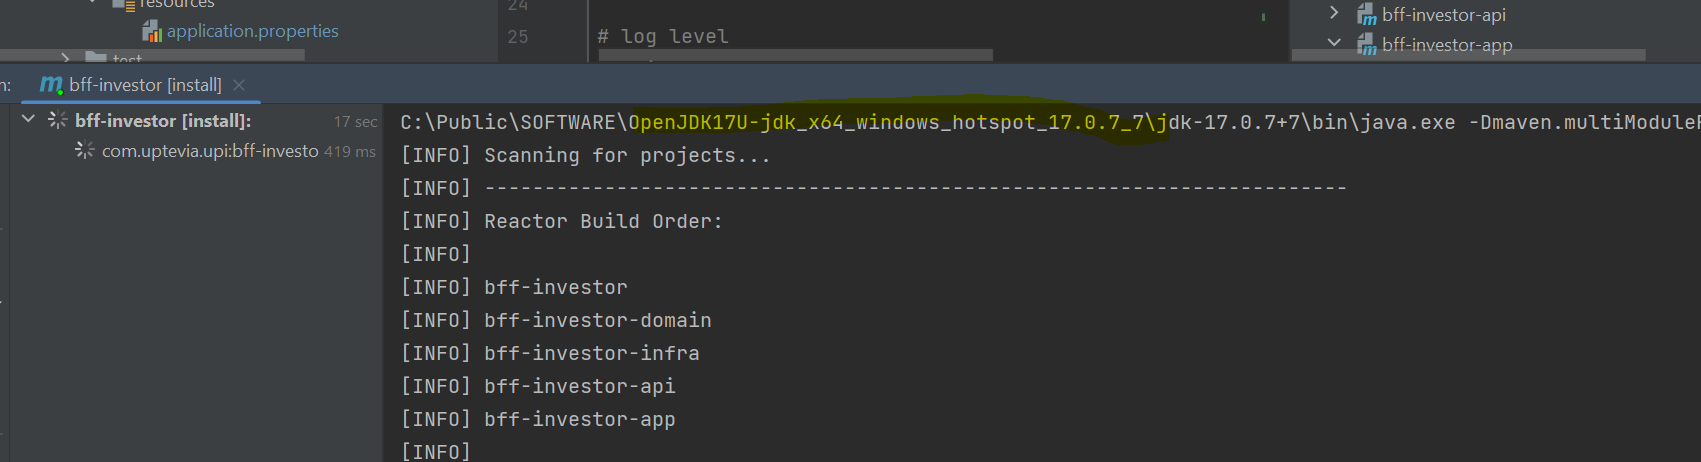 resources
application.properties
test
24
25
# log level
bff-investor-api
bff-investor-app
n:
bff-investor [install]
bff-investor [install]:
17 sec
com.uptevia.upi:bff-investo
419 ms
C:\Public\SOFTWARE\OpenJDK17U-jdk_x64_windows_hotspot_17.0.7_7\jdk-17.0.7+7\bin\java.exe -Dmaven.multiModuleP
[INFO] Scanning for projects...
[INFO] ------------------------------------------------------------------------
[INFO] Reactor Build Order:
[INFO]
[INFO] bff-investor
[INFO] bff-investor-domain
[INFO] bff-investor-infra
[INFO] bff-investor-api
[INFO] bff-investor-app
[INFO]